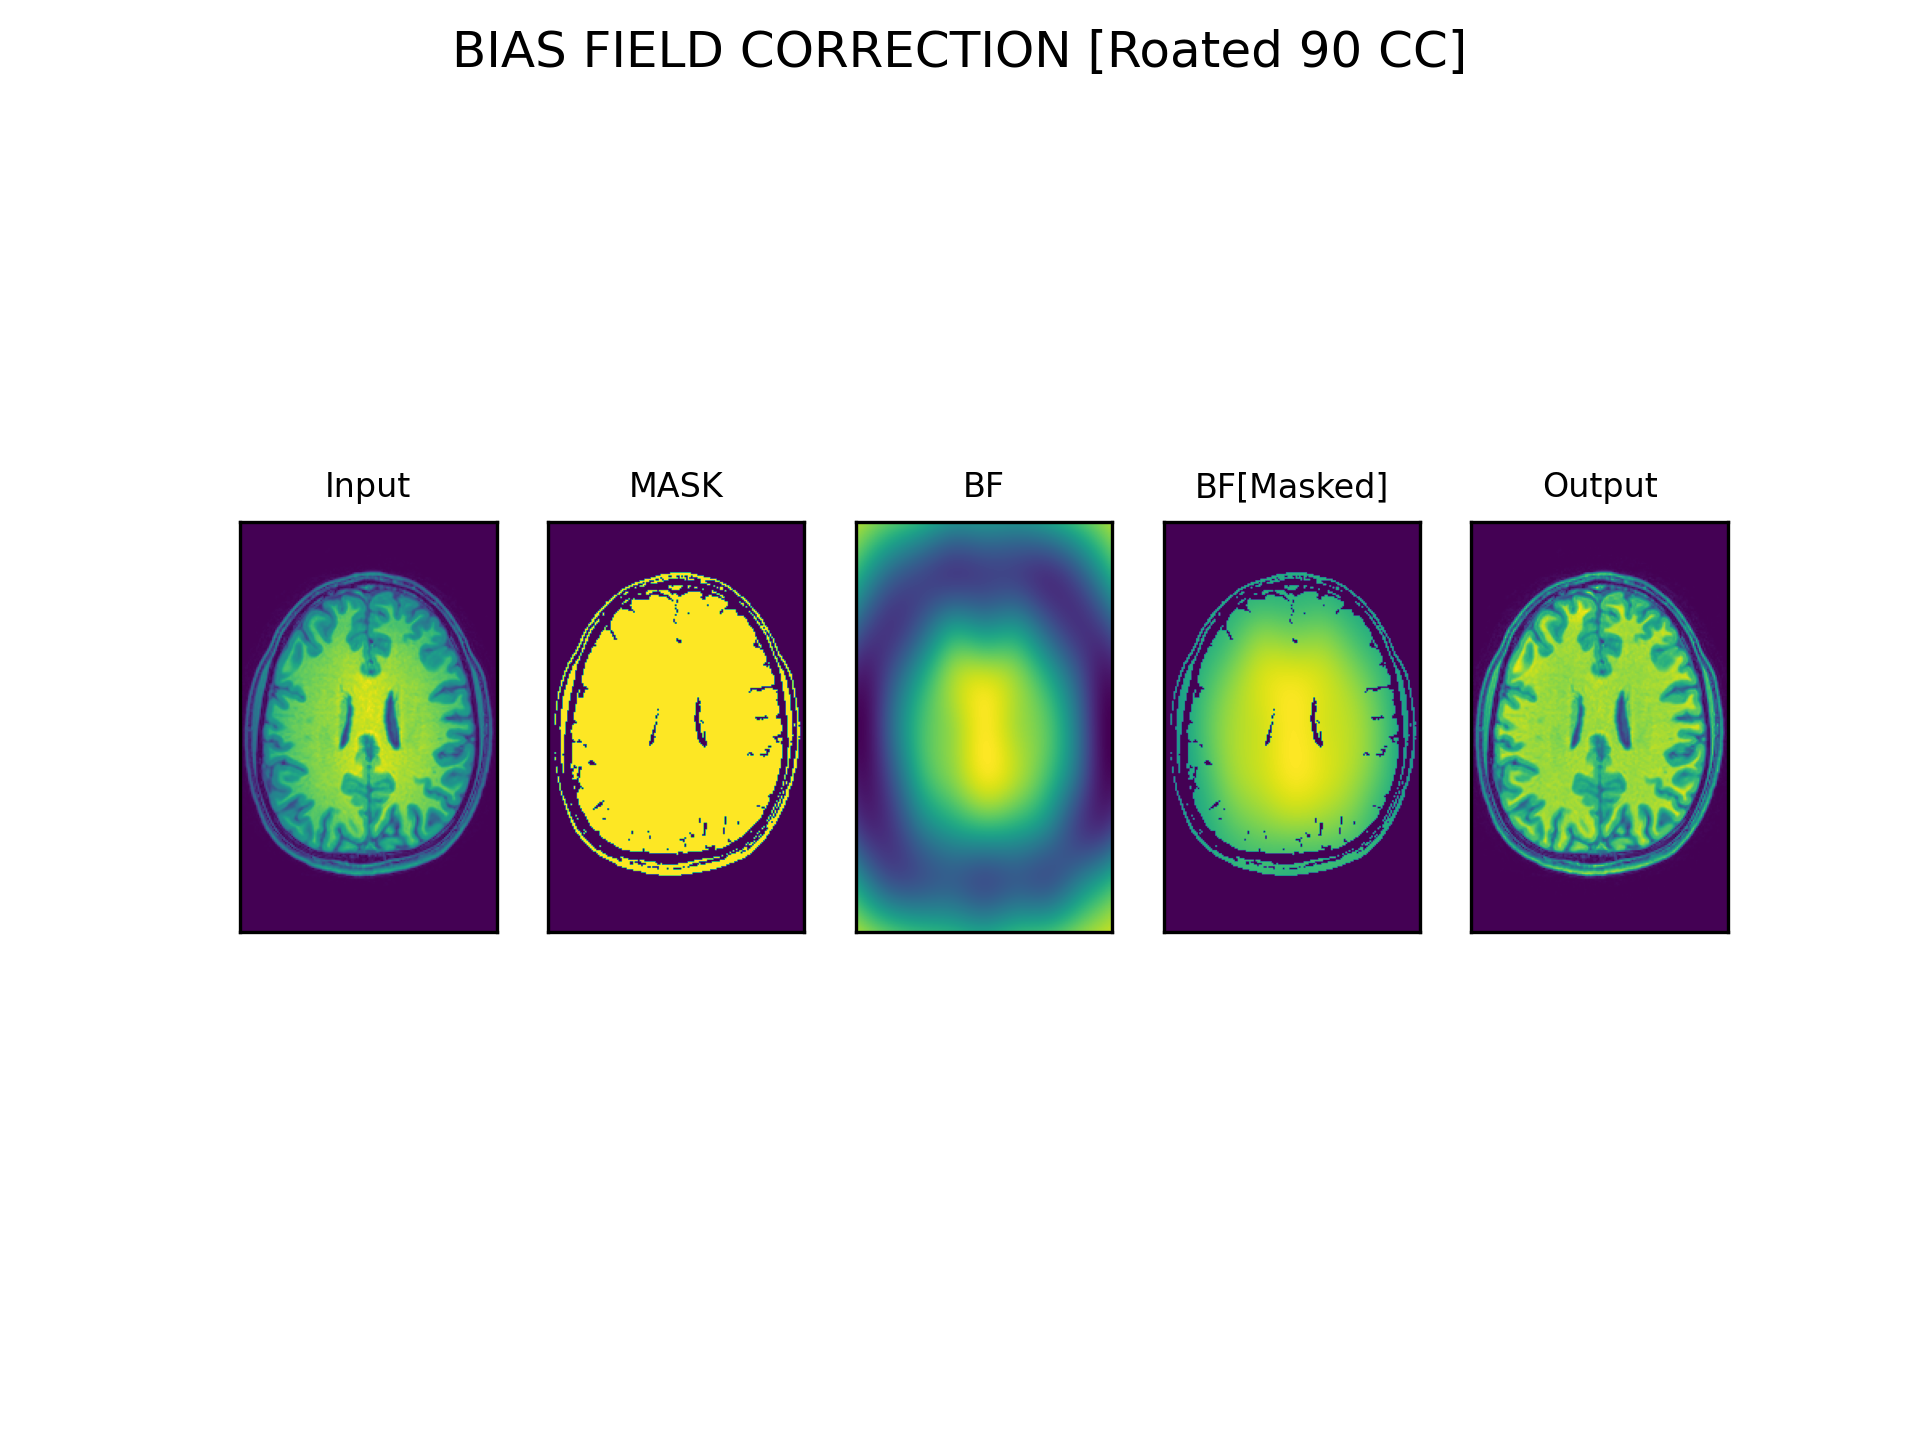 BIAS FIELD CORRECTION [Roated 90 CC]
Input
MASK
BF
BF[Masked]
Output